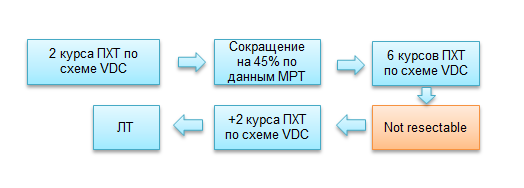 2 курса ПХТ по
схеме VDC
Сокращение
на 45% по
данным МРТ
6 курсов ПХТ
по схеме VDC
Not resectable
+2 курса ПХТ
по схеме VDC
ЛТ